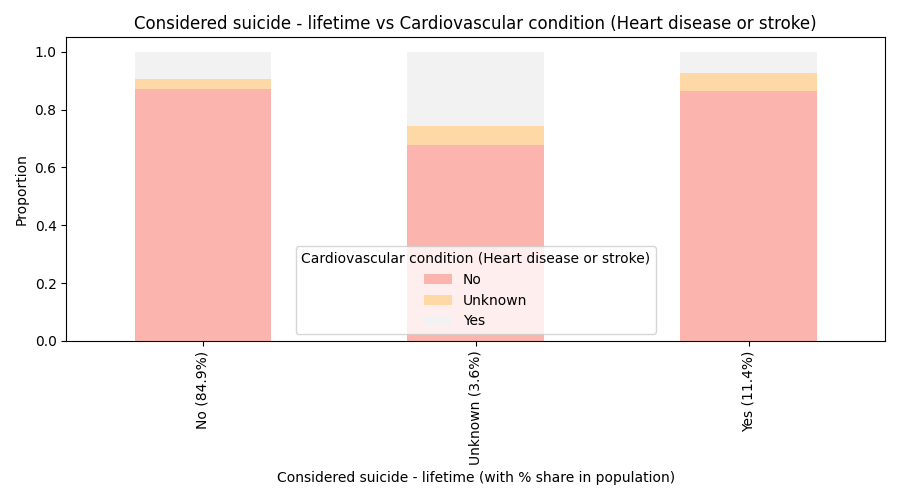 Considered suicide - lifetime vs Cardiovascular condition (Heart disease or stroke)
Proportion
1.0
0.8
0.6
0.4
0.2
0.0
Cardiovascular condition (Heart disease or stroke)
No
Unknown
Yes
No (84.9%)
Unknown (3.6%)
Yes (11.4%)
Considered suicide - lifetime (with % share in population)